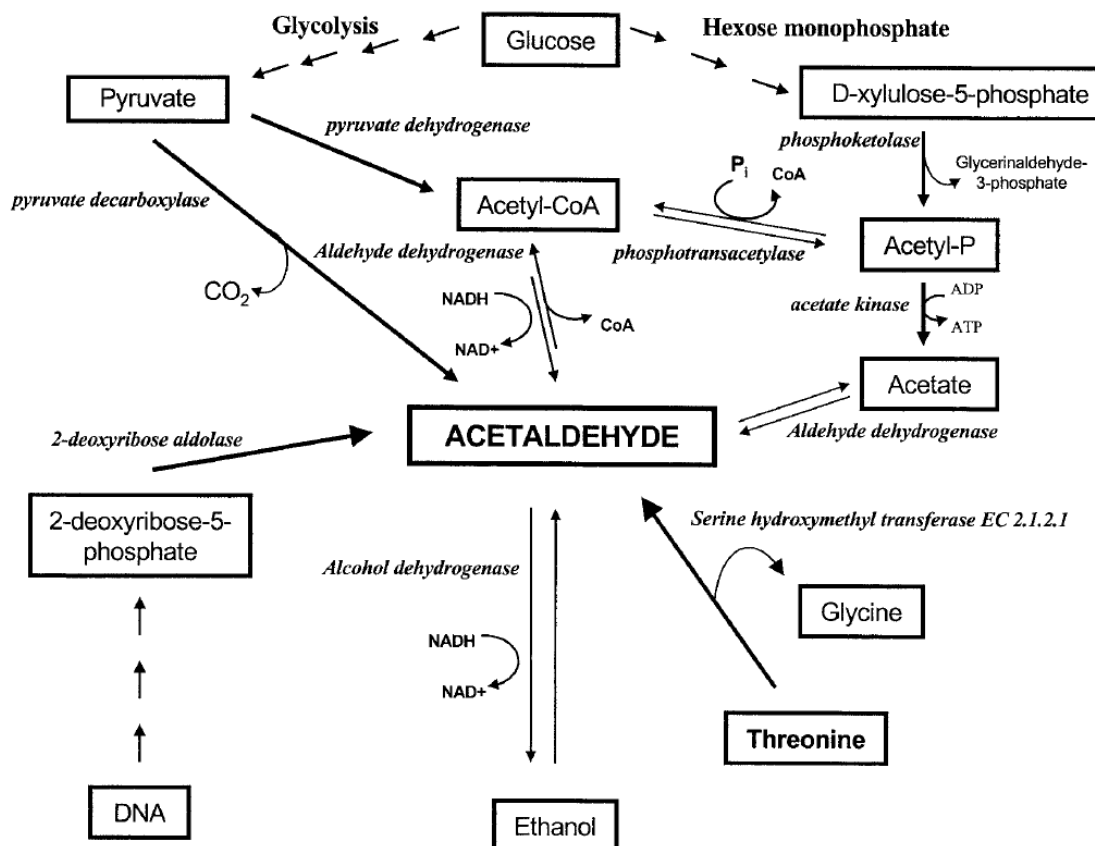 Glycolysis
Glucose
Hexose monophosphate
Pyruvate
D-xylulose-5-phosphate
pyruvate dehydrogenase
phosphoketolase
Glycerinaldehyde-
3-phosphate
pyruvate decarboxylase
Pi
CoA
Acetyl-CoA
phosphotransacetylase
Acetyl-P
Aldehyde dehydrogenase
CO2
NADH
NAD+
CoA
acetate kinase
ADP
ATP
Acetate
ACETALDEHYDE
Aldehyde dehydrogenase
2-deoxyribose aldolase
2-deoxyribose-5-
phosphate
Serine hydroxymethyl transferase EC 2.1.2.1
Alcohol dehydrogenase
Glycine
NADH
NAD+
Threonine
DNA
Ethanol